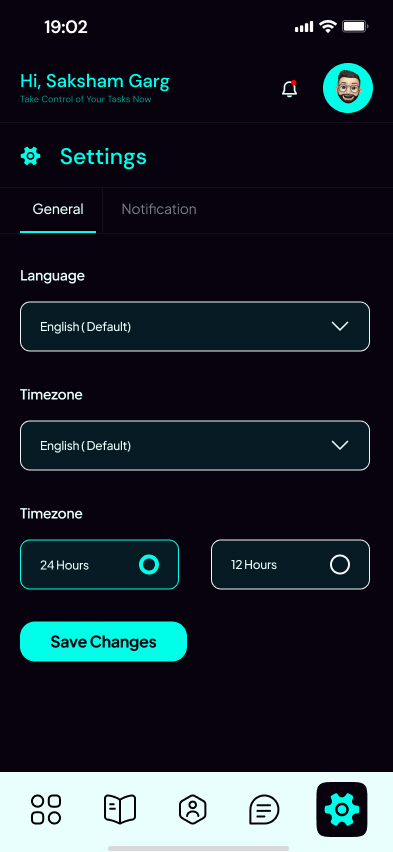 19:02
Hi, Saksham Garg
Take Control of Your Tasks Now
Settings
General
Notification
Language
English ( Default)
Timezone
English ( Default)
Timezone
24 Hours
12 Hours
Save Changes